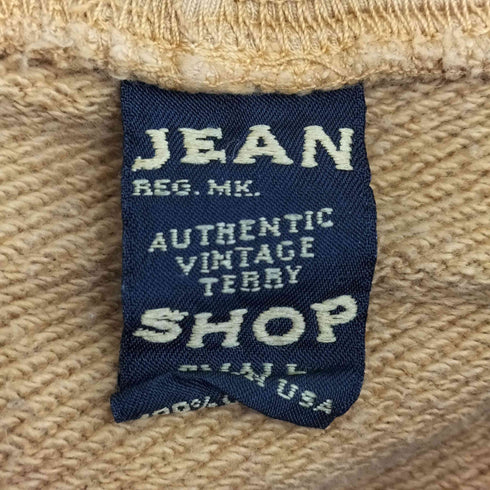 JEAN
REG. MK.
AUTHENTIC
VINTAGE
TERRY
SHOP
USA